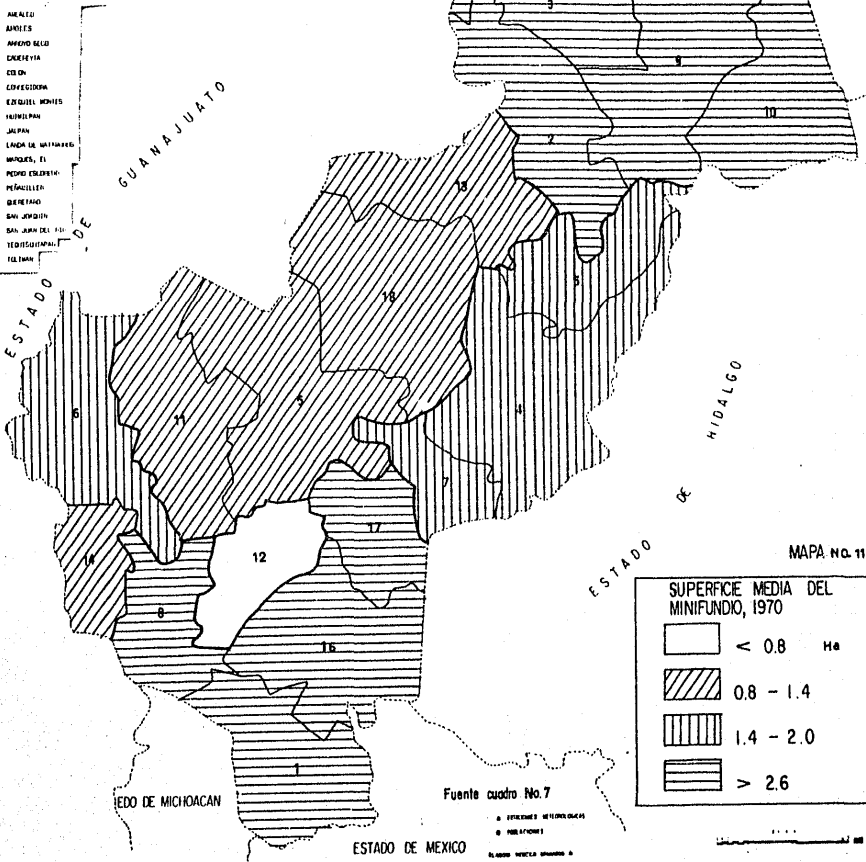 AMEALCO
ARROYO SECO
CADEREYTA
COLON
CORREGIDORA
EZEQUIEL MONTES
HUIMILPAN
JALPAN
LANDA DE MATAMOROS
MARQUES, EL
PEDRO ESCOBEDO
PEÑAMILLER
QUERETARO
SAN JOAQUIN
SAN JUAN DEL RIO
TEQUISQUIAPAN
TOLIMAN
ESTADO DE GUANAJUATO
3
9
10
2
13
18
5
4
6
11
5
7
17
14
12
8
16
1
ESTADO DE HIDALGO
MAPA NO. 11
SUPERFICIE MEDIA DEL
MINIFUNDIO, 1970
< 0.8 Ha
0.8 - 1.4
1.4 - 2.0
> 2.6
EDO DE MICHOACAN
Fuente cuadro No. 7
ESTADO DE MEXICO